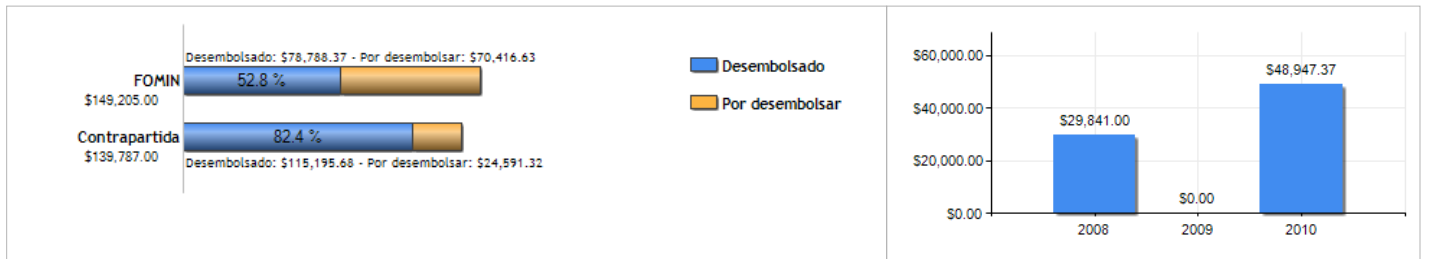 Desembolsado: $78,788.37 - Por desembolsar: $70,416.63
FOMIN
52.8 %
$149,205.00
Contrapartida
82.4 %
$139,787.00
Desembolsado: $115,195.68 - Por desembolsar: $24,591.32
Desembolsado
Por desembolsar
$60,000.00
$40,000.00
$20,000.00
$0.00
$29,841.00
$0.00
$48,947.37
2008
2009
2010